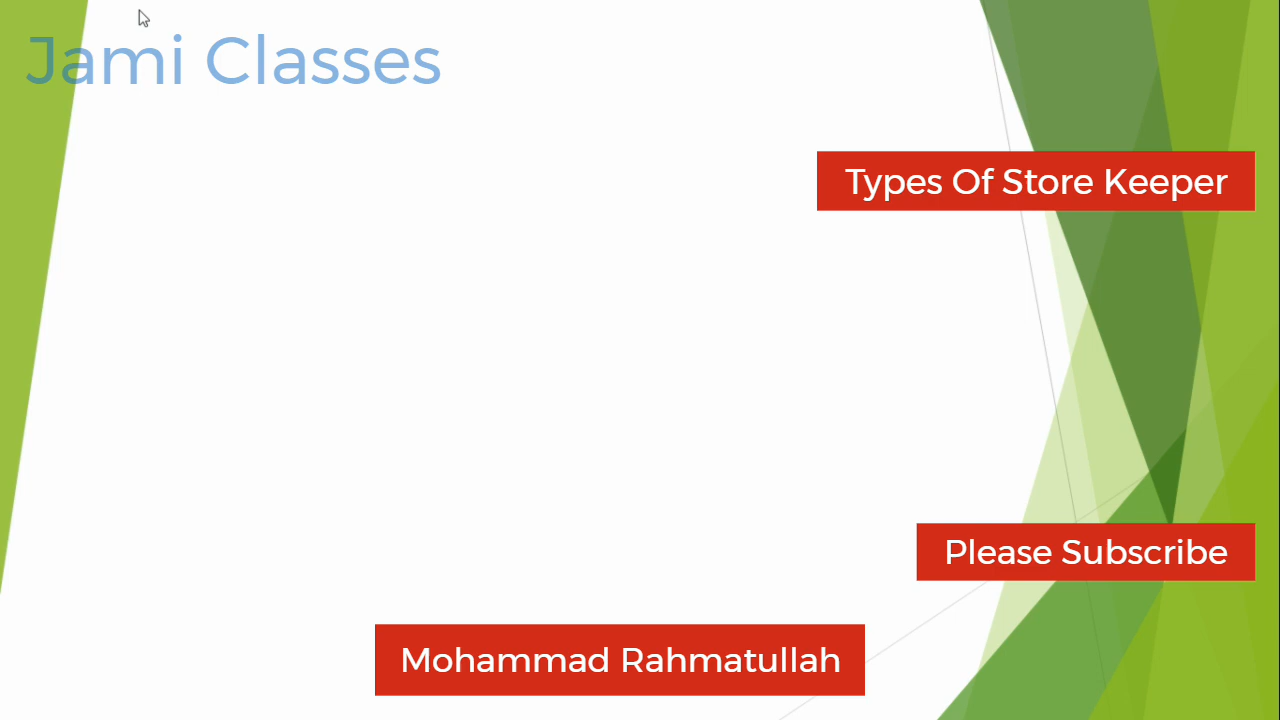 Jami Classes
Types Of Store Keeper
Please Subscribe
Mohammad Rahmatullah